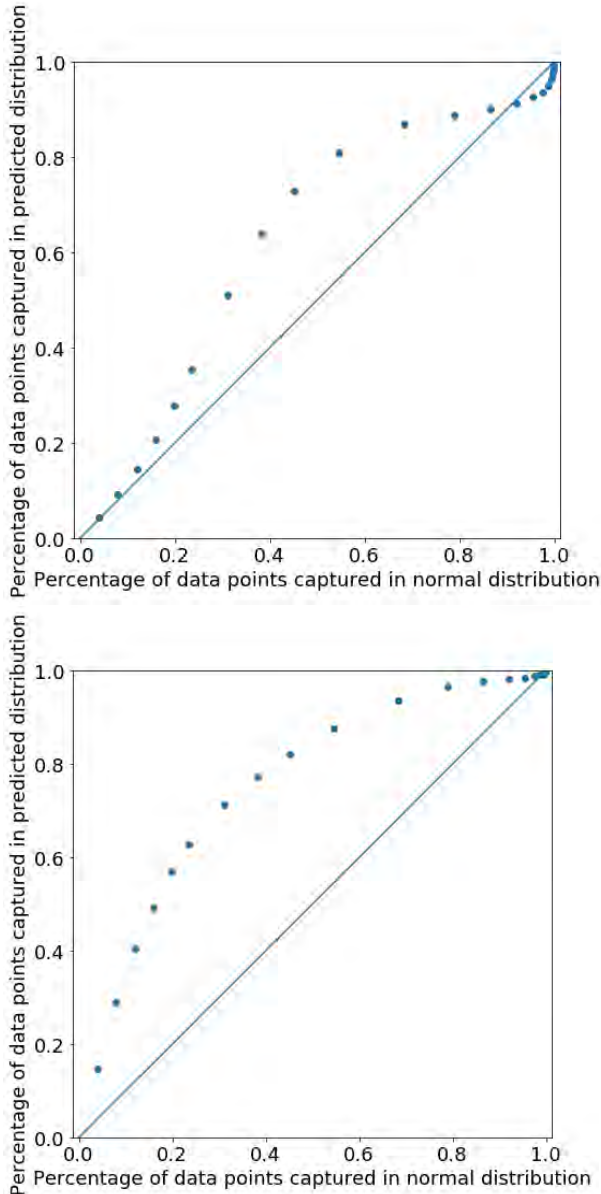 Percentage of data points captured in predicted distribution
1.0
0.8
0.6
0.4
0.2
0.0
0.0 0.2 0.4 0.6 0.8 1.0
Percentage of data points captured in normal distribution
Percentage of data points captured in predicted distribution
1.0
0.8
0.6
0.4
0.2
0.0
0.0 0.2 0.4 0.6 0.8 1.0
Percentage of data points captured in normal distribution